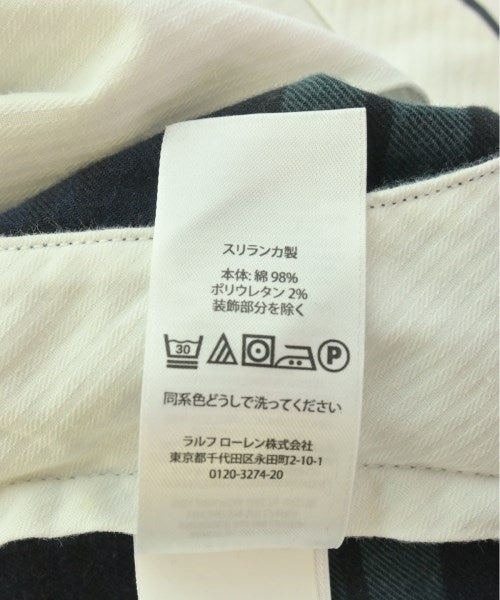 スリランカ製
本体: 綿 98%
ポリウレタン 2%
装飾部分を除く
30 P
同系色どうしで洗ってください
ラルフ ローレン株式会社
東京都千代田区永田町2-10-1
0120-3274-20